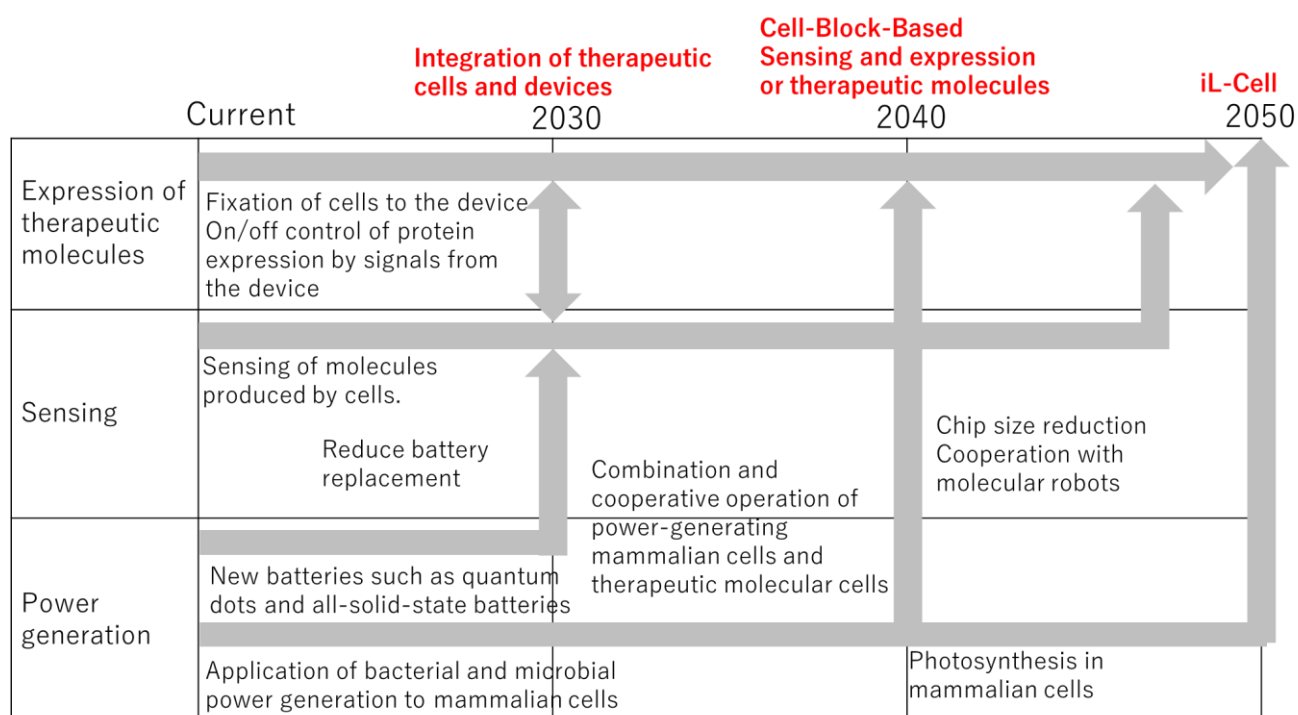 Integration of therapeutic
cells and devices
Cell-Block-Based
Sensing and expression
or therapeutic molecules
iL-Cell
Current
2030
2040
2050
Expression of
therapeutic
molecules
Fixation of cells to the device
On/off control of protein
expression by signals from
the device
Sensing
Sensing of molecules
produced by cells.
Reduce battery
replacement
Combination and
cooperative operation of
power-generating
mammalian cells and
therapeutic molecular cells
Chip size reduction
Cooperation with
molecular robots
Power
generation
New batteries such as quantum
dots and all-solid-state batteries
Application of bacterial and microbial
power generation to mammalian cells
Photosynthesis in
mammalian cells